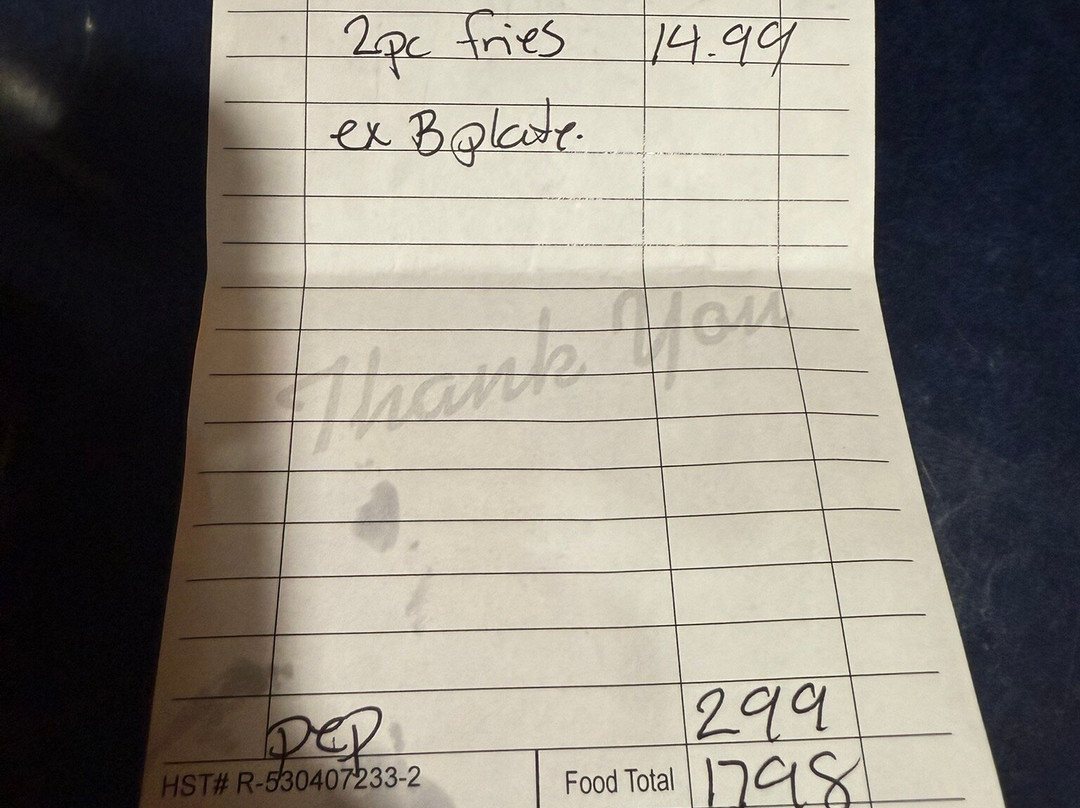 2pc fries 14.99
ex B plate.
Thank You
pep 299
HST# R-530407233-2 Food Total 1798